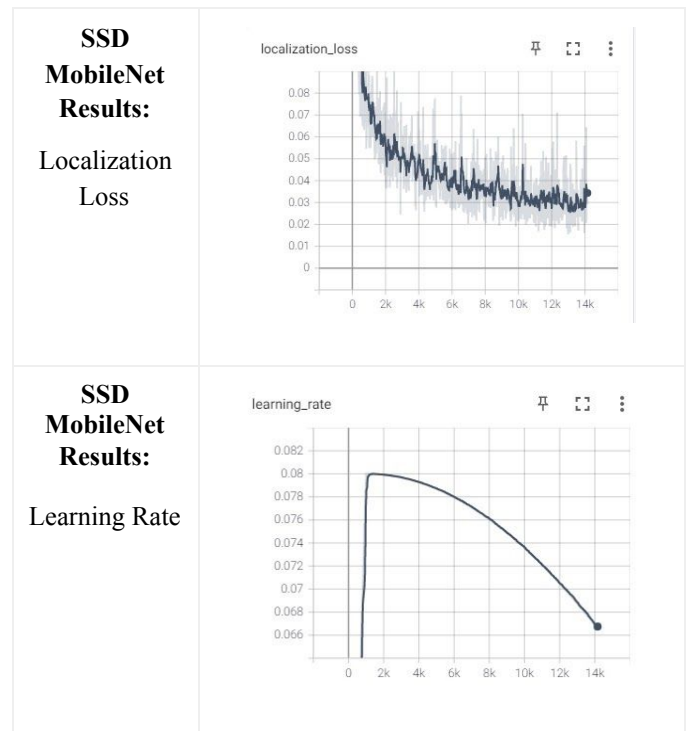 SSD
MobileNet
Results:
Localization
Loss
localization_loss
0.08
0.07
0.06
0.05
0.04
0.03
0.02
0.01
0
0 2k 4k 6k 8k 10k 12k 14k
SSD
MobileNet
Results:
Learning Rate
learning_rate
0.082
0.08
0.078
0.076
0.074
0.072
0.07
0.068
0.066
0 2k 4k 6k 8k 10k 12k 14k